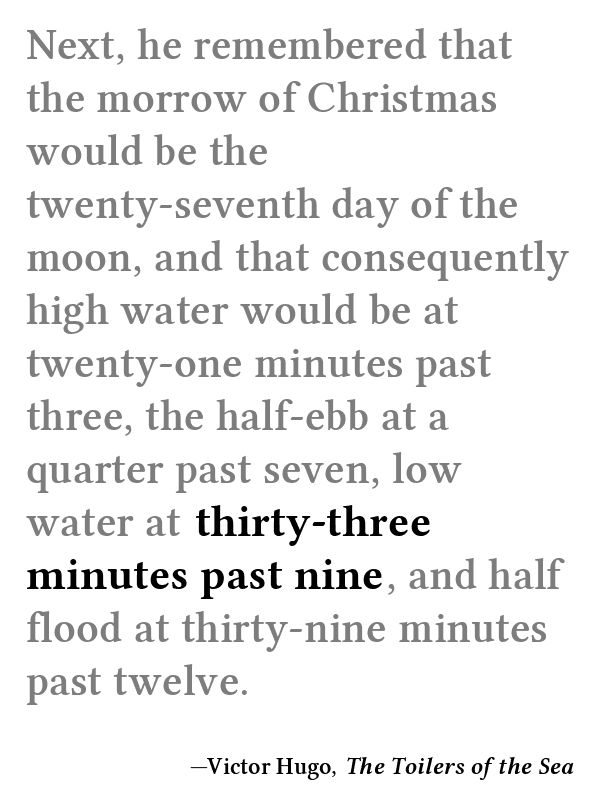 Next, he remembered that
the morrow of Christmas
would be the
twenty-seventh day of the
moon, and that consequently
high water would be at
twenty-one minutes past
three, the half-ebb at a
quarter past seven, low
water at thirty-three
minutes past nine, and half
flood at thirty-nine minutes
past twelve.
—Victor Hugo, The Toilers of the Sea